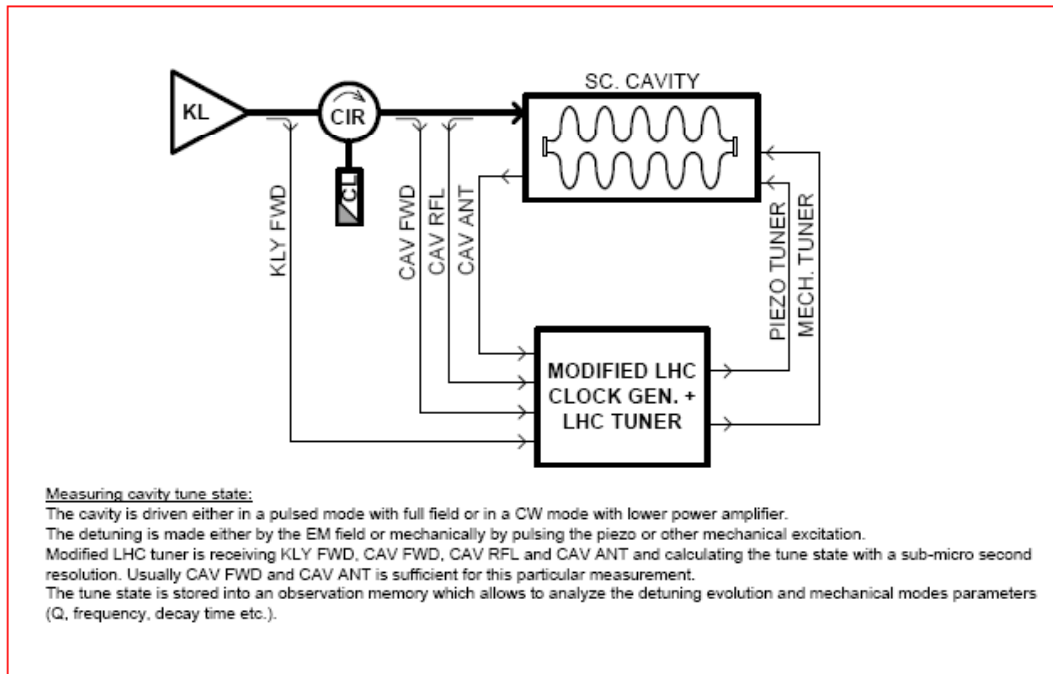 SC. CAVITY
KL
CIR
CL
KLY FWD
CAV FWD
CAV RFL
CAV ANT
PIEZO TUNER
MECH. TUNER
MODIFIED LHC
CLOCK GEN. +
LHC TUNER
Measuring cavity tune state:
The cavity is driven either in a pulsed mode with full field or in a CW mode with lower power amplifier.
The detuning is made either by the EM field or mechanically by pulsing the piezo or other mechanical excitation.
Modified LHC tuner is receiving KLY FWD, CAV FWD, CAV RFL and CAV ANT and calculating the tune state with a sub-micro second
resolution. Usually CAV FWD and CAV ANT is sufficient for this particular measurement.
The tune state is stored into an observation memory which allows to analyze the detuning evolution and mechanical modes parameters
(Q, frequency, decay time etc.).